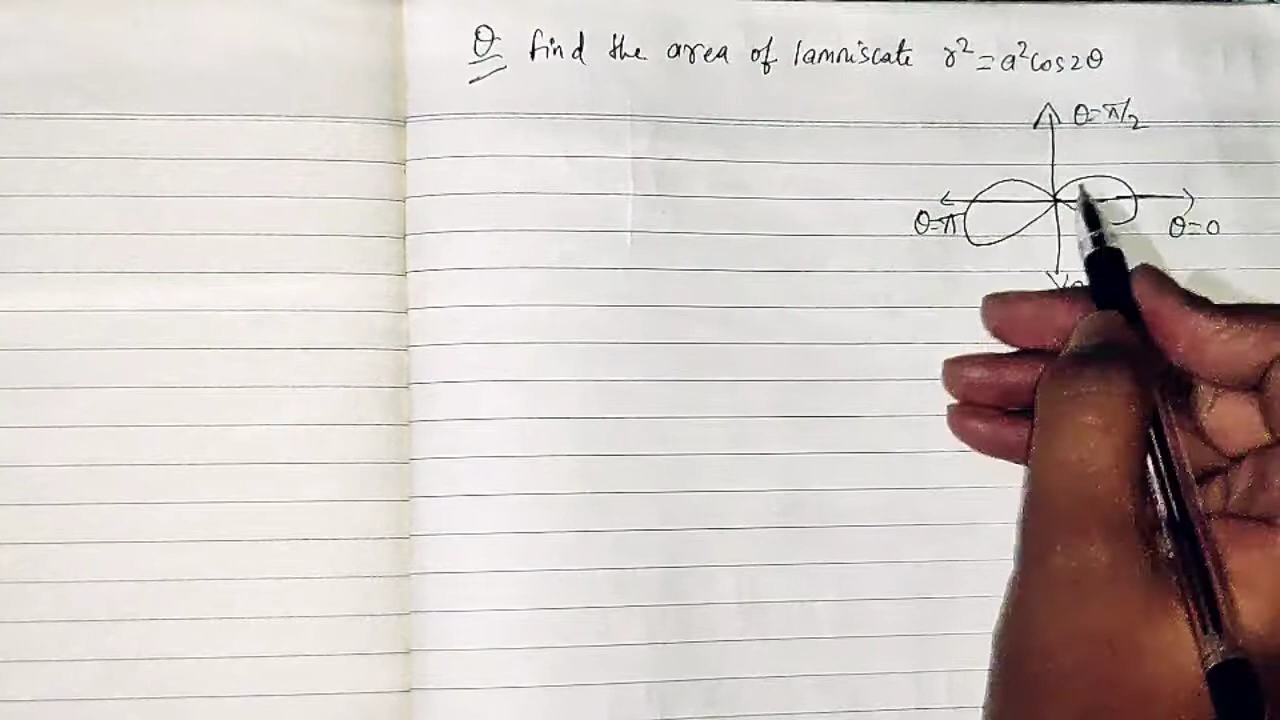 Q find the area of lamniscate r²=a²cos2θ
θ=π/2
θ=π
θ=0